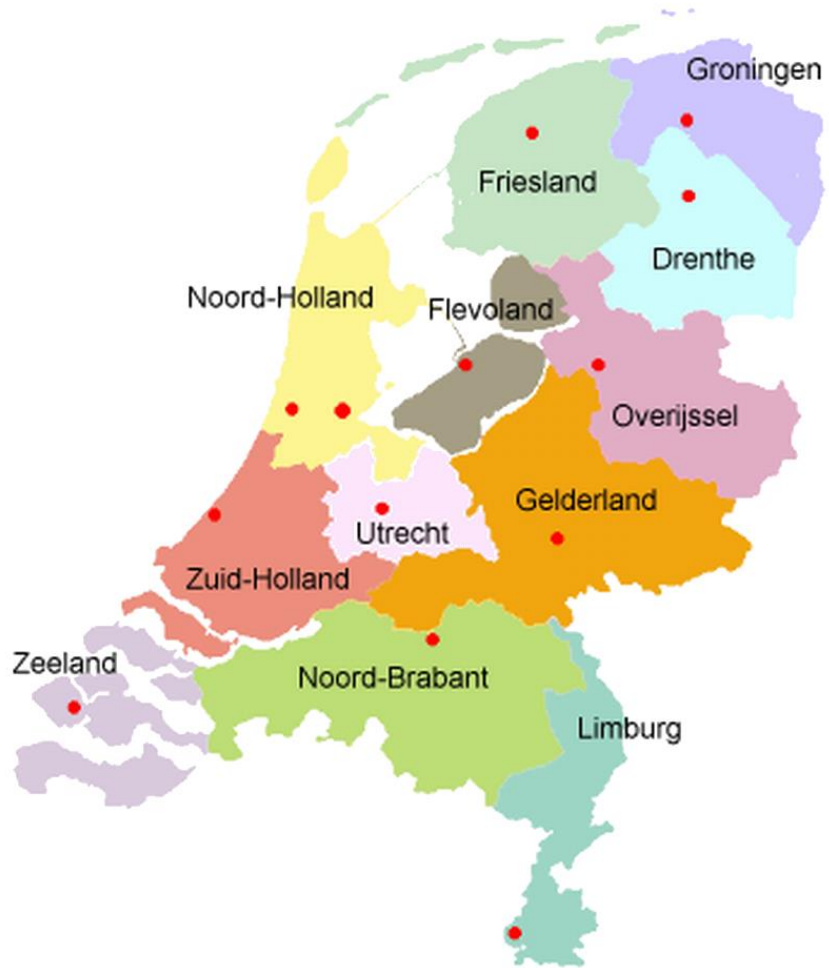 Groningen
Friesland
Drenthe
Noord-Holland
Flevoland
Overijssel
Gelderland
Utrecht
Zuid-Holland
Zeeland
Noord-Brabant
Limburg